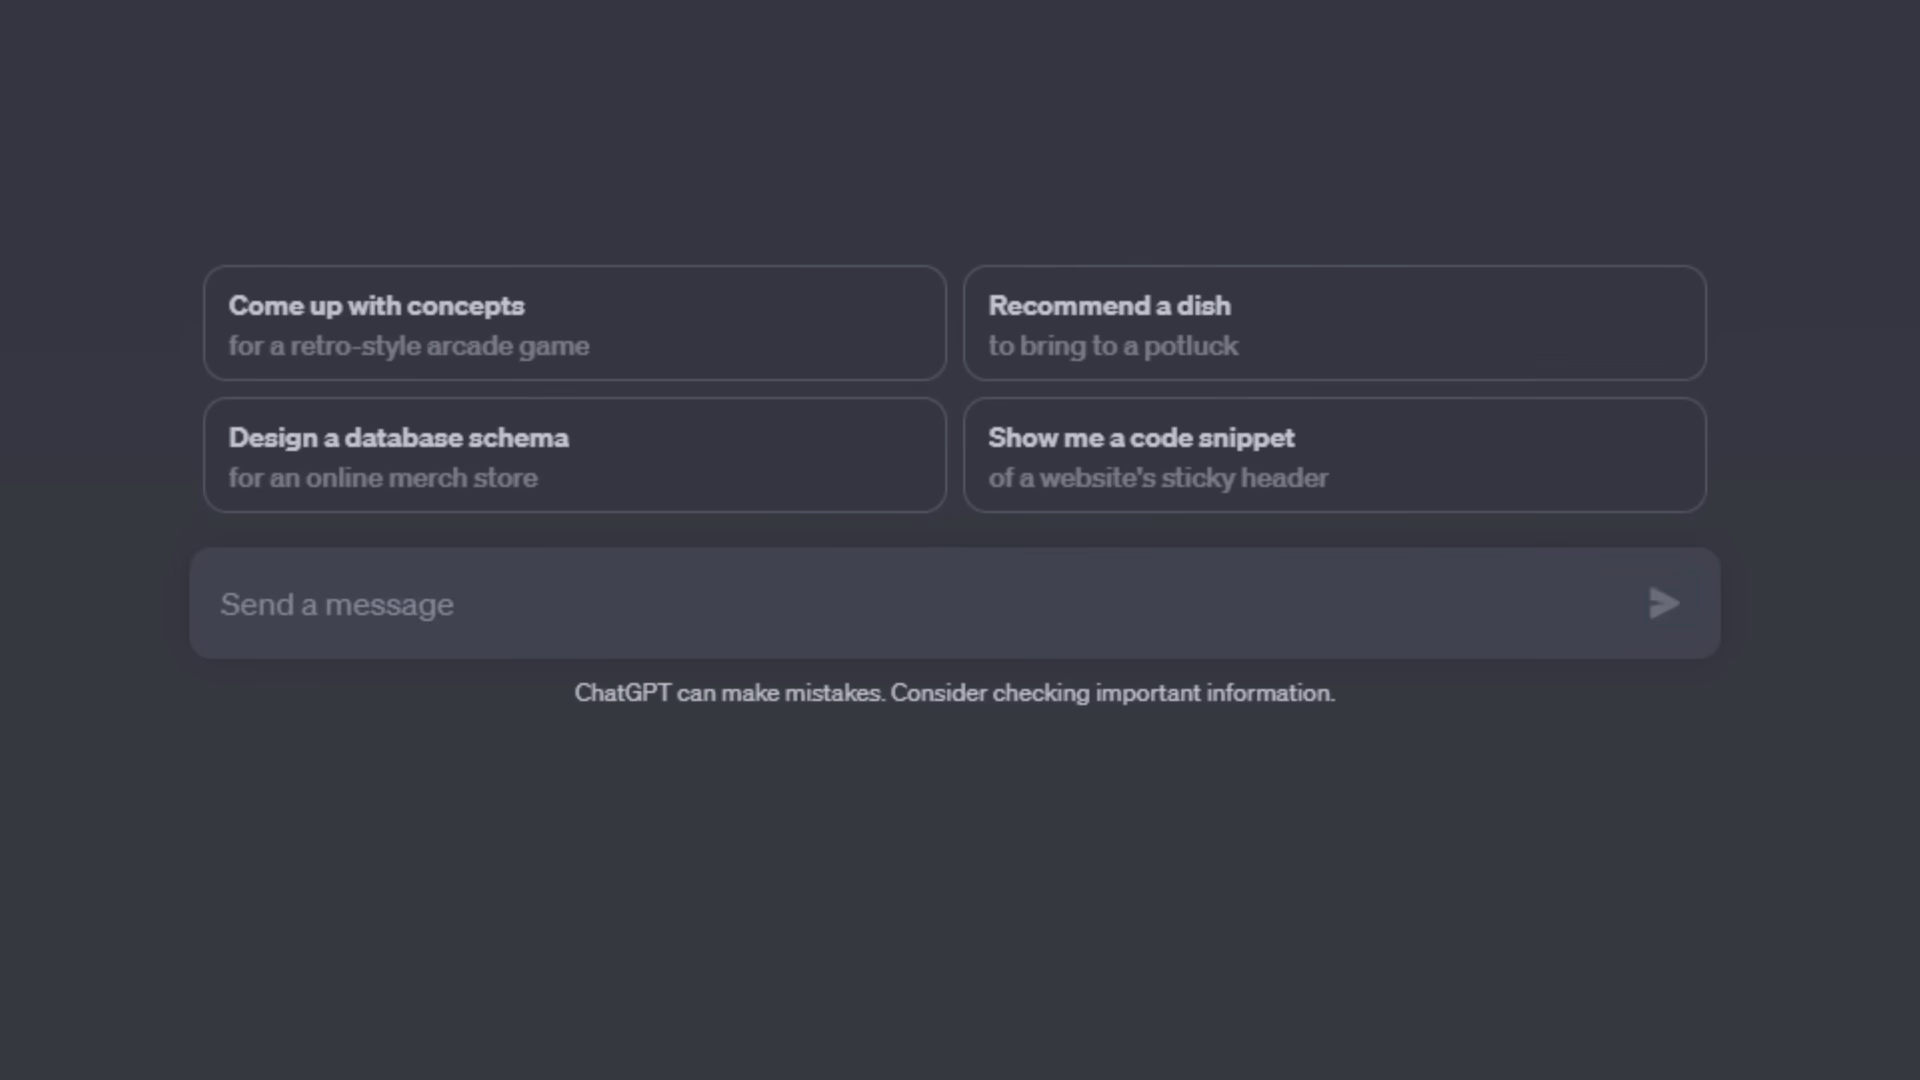 Come up with concepts
for a retro-style arcade game
Recommend a dish
to bring to a potluck
Design a database schema
for an online merch store
Show me a code snippet
of a website's sticky header
Send a message
ChatGPT can make mistakes. Consider checking important information.